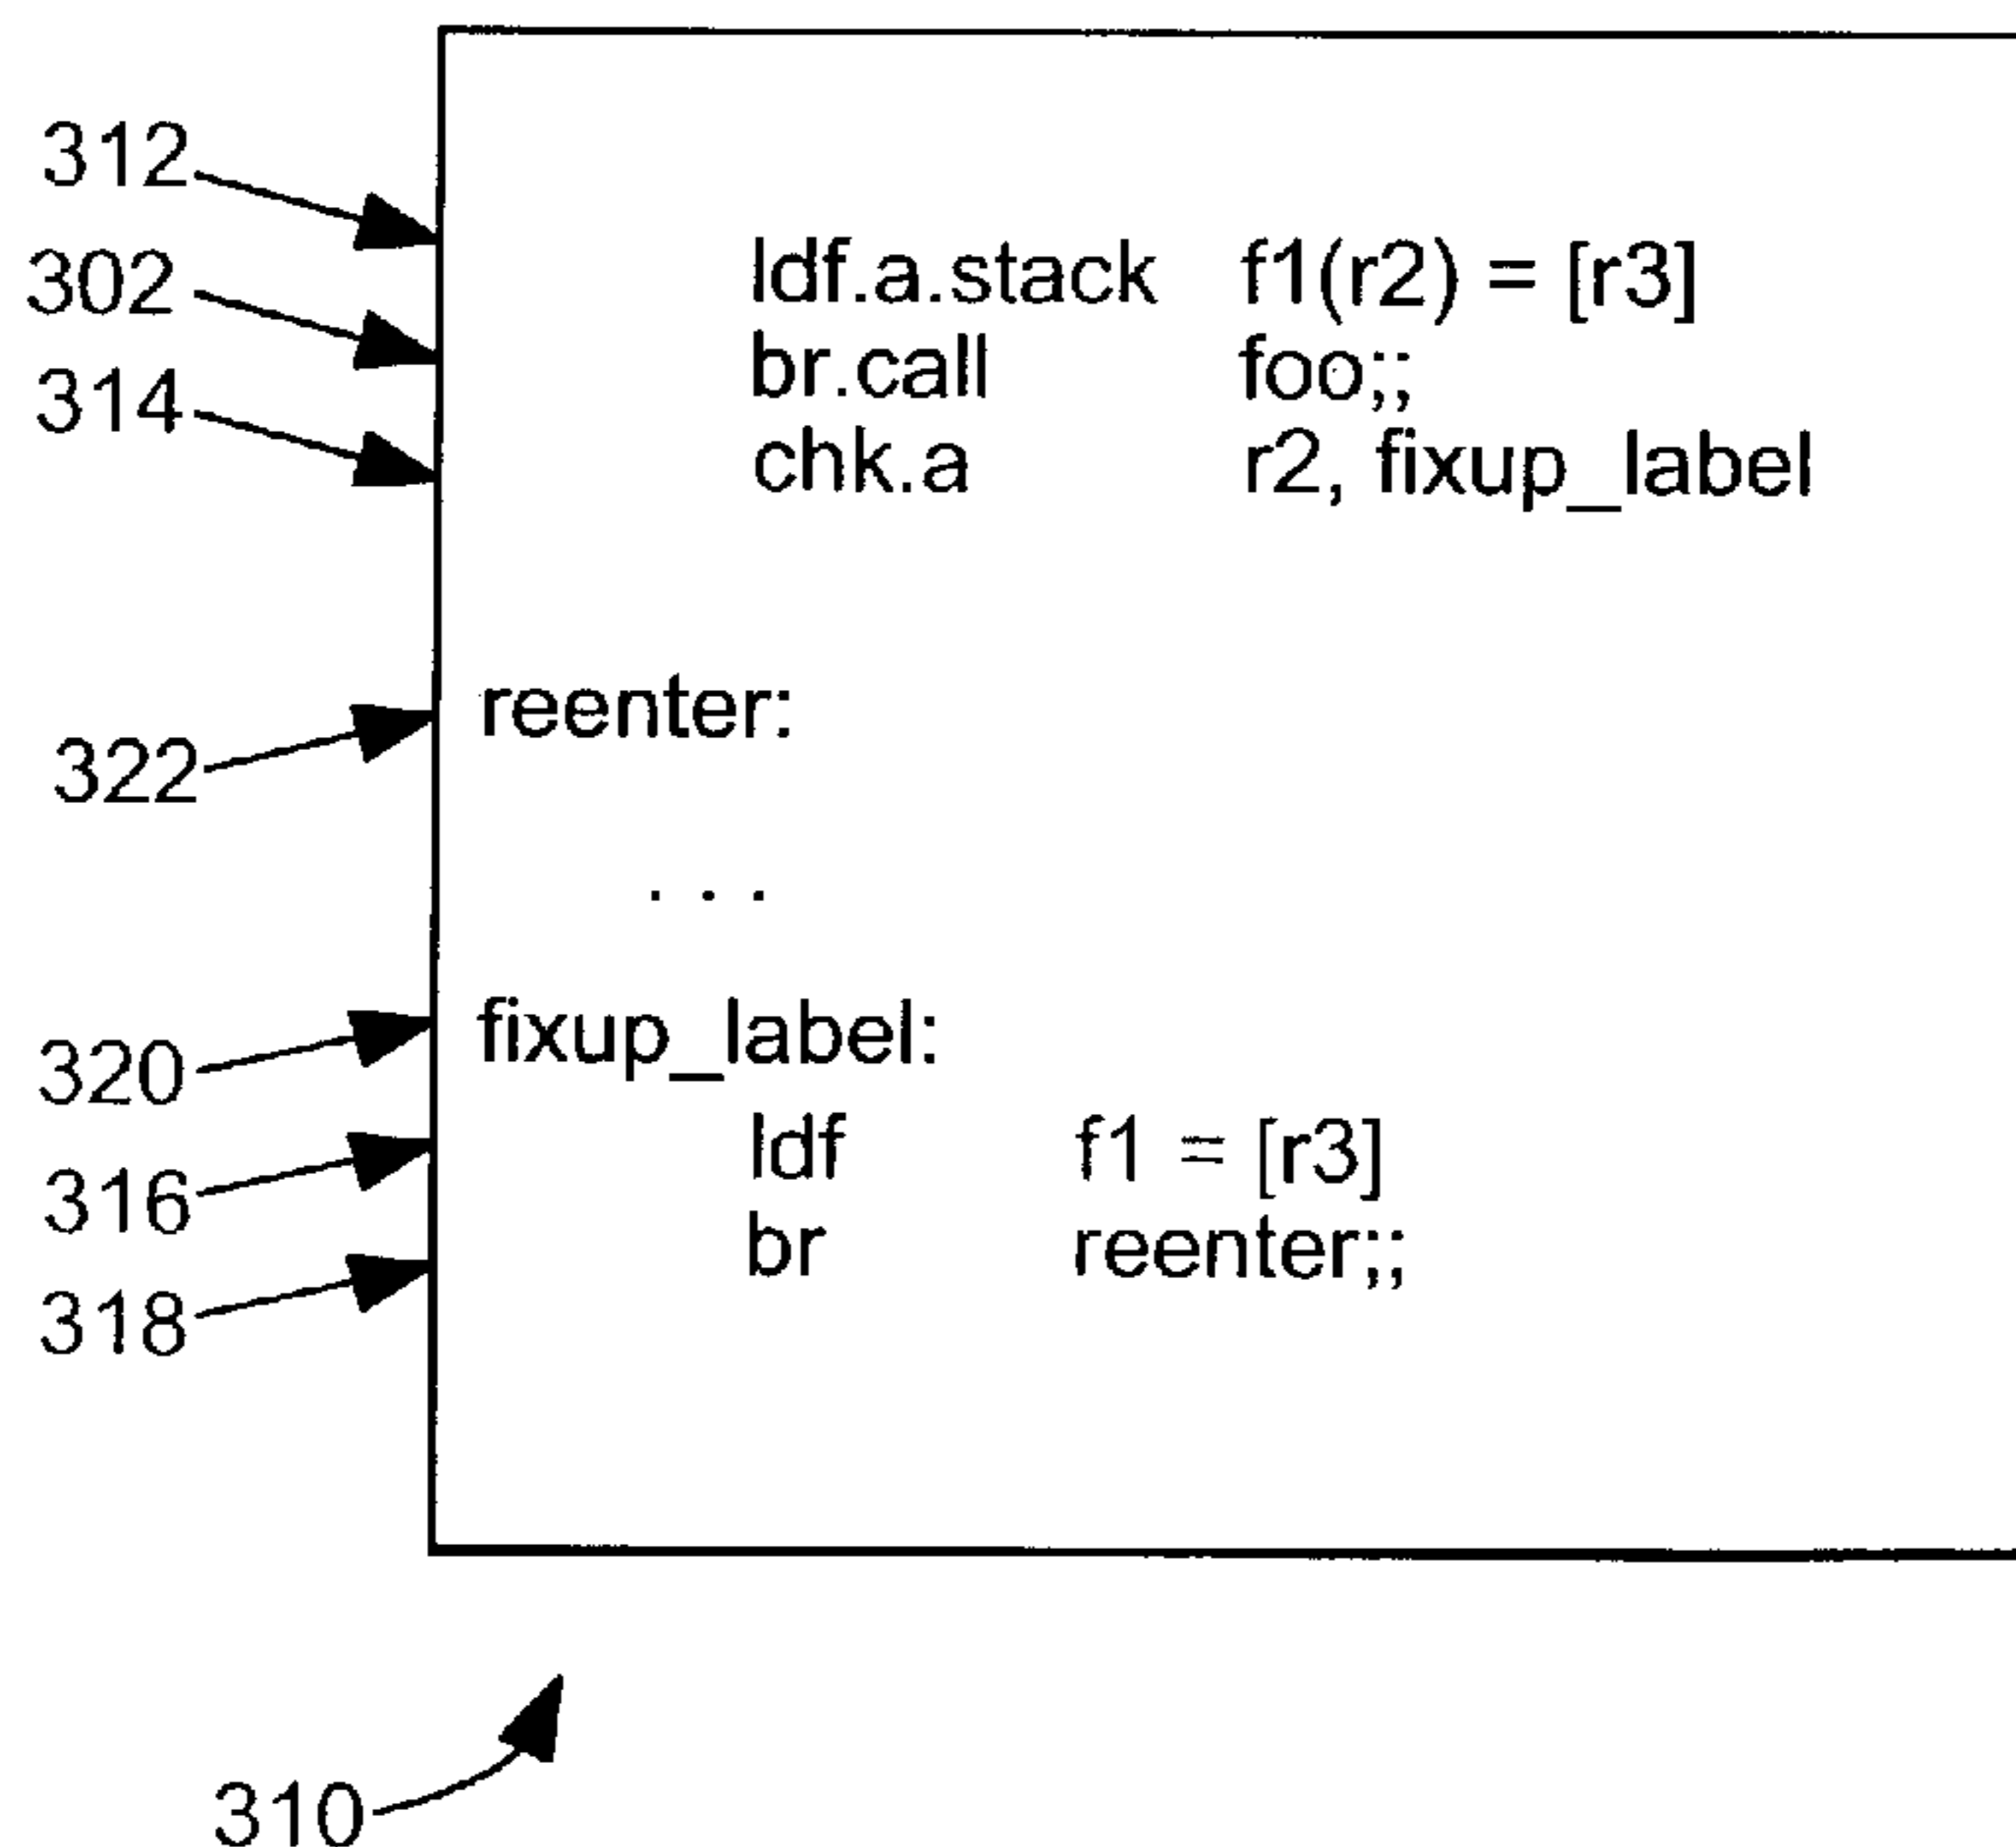 312
302
314
ldf.a.stack f1(r2) = [r3]
br.call foo;;
chk.a r2, fixup_label
322
reenter:
. . .
320
fixup_label:
316
ldf f1 = [r3]
318
br reenter;;
310